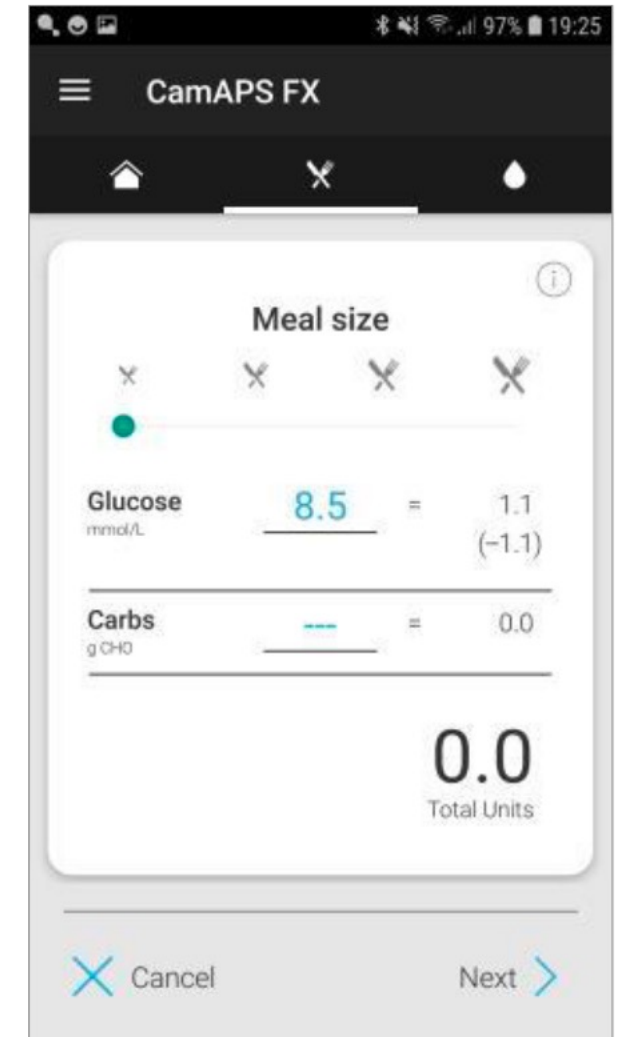 97% 19:25
CamAPS FX
Meal size
Glucose 8.5 = 1.1
mmol/L (−1.1)
Carbs --- = 0.0
g CHO
0.0
Total Units
Cancel Next